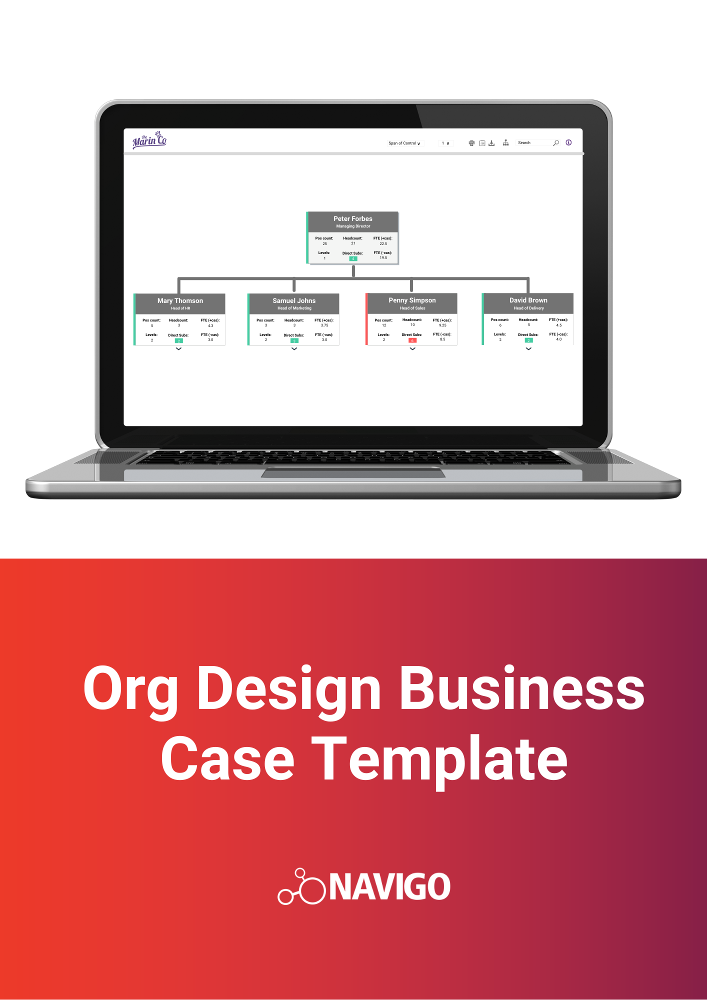 The
Marin Co
Span of Control
1
Search
Peter Forbes
Managing Director
Pos count: Headcount: FTE (+cas):
25 21 22.5
Levels: Direct Subs: FTE (-cas):
1 4 19.5
Mary Thomson
Head of HR
Pos count: Headcount: FTE (+cas):
5 3 4.3
Levels: Direct Subs: FTE (-cas):
2 2 3.0
Samuel Johns
Head of Marketing
Pos count: Headcount: FTE (+cas):
3 3 3.75
Levels: Direct Subs: FTE (-cas):
2 3 3.0
Penny Simpson
Head of Sales
Pos count: Headcount: FTE (+cas):
12 10 9.25
Levels: Direct Subs: FTE (-cas):
2 6 8.5
David Brown
Head of Delivery
Pos count: Headcount: FTE (+cas):
6 5 4.5
Levels: Direct Subs: FTE (-cas):
2 2 4.0
Org Design Business
Case Template
NAVIGO